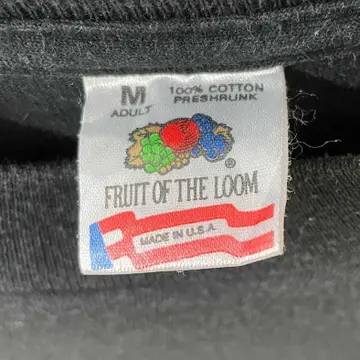 M
ADULT
100% COTTON
PRESHRUNK
®
FRUIT OF THE LOOM
MADE IN U.S.A.